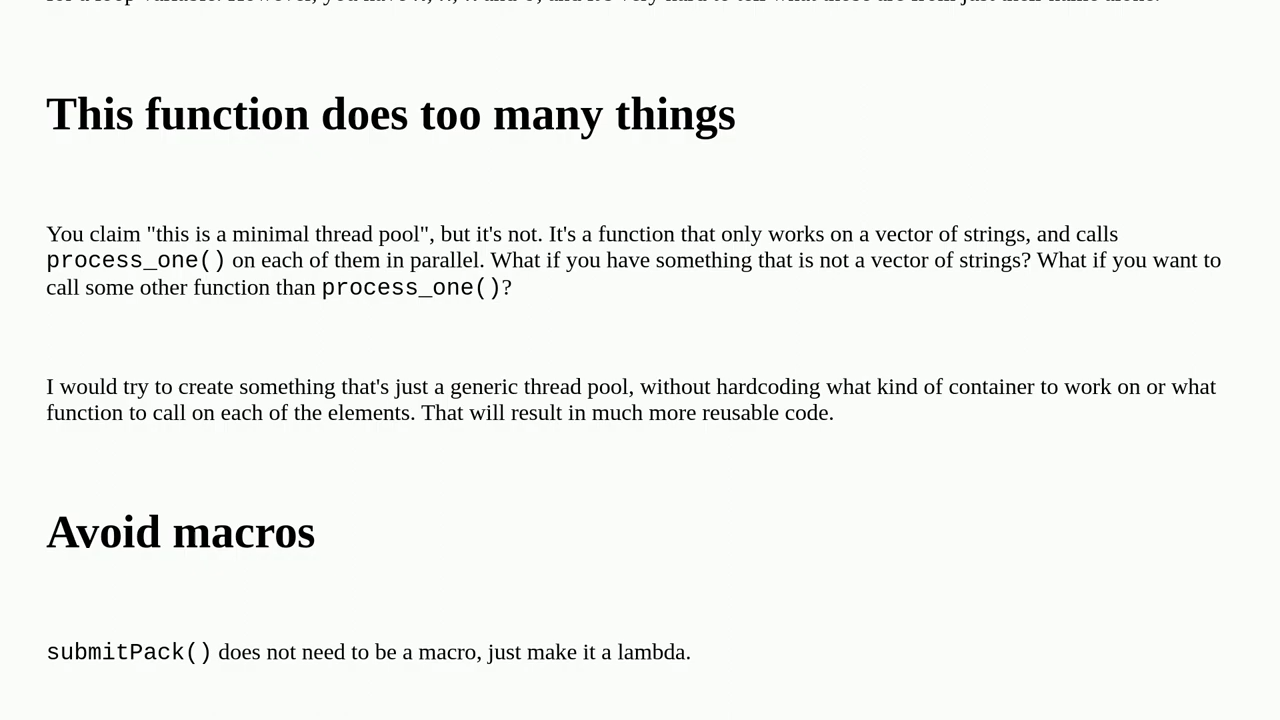 This function does too many things
You claim "this is a minimal thread pool", but it's not. It's a function that only works on a vector of strings, and calls
process_one() on each of them in parallel. What if you have something that is not a vector of strings? What if you want to
call some other function than process_one()?
I would try to create something that's just a generic thread pool, without hardcoding what kind of container to work on or what
function to call on each of the elements. That will result in much more reusable code.
Avoid macros
submitPack() does not need to be a macro, just make it a lambda.